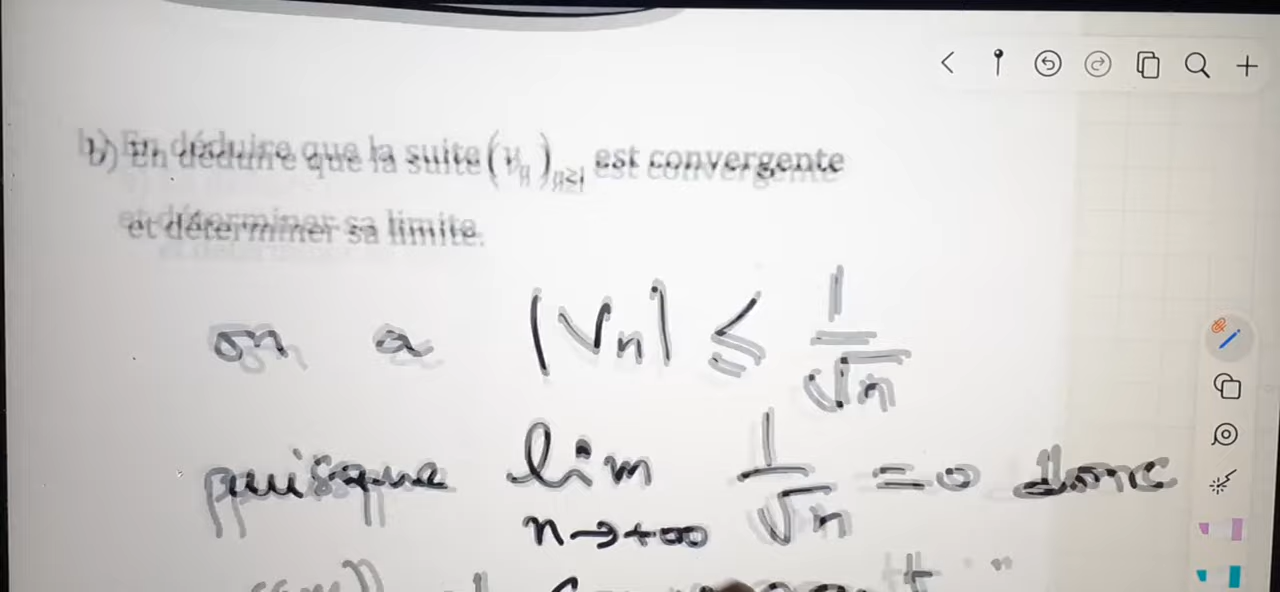 b) En déduire que la suite (vₙ)ₙ≥₁ est convergente
et déterminer sa limite.
on a |Vₙ| ≤ 1/√n
puisque lim n→+∞ 1/√n = 0 donc